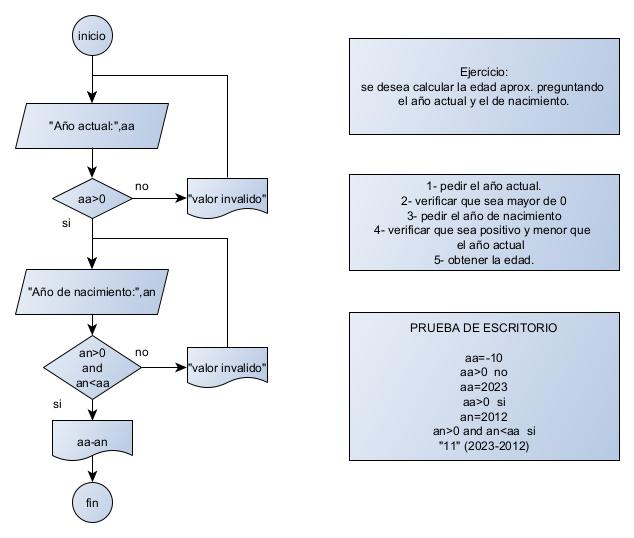 inicio
"Año actual:",aa
aa>0
no
"valor invalido"
si
"Año de nacimiento:",an
an>0
and
an<aa
no
"valor invalido"
si
aa-an
fin
Ejercicio:
se desea calcular la edad aprox. preguntando
el año actual y el de nacimiento.
1- pedir el año actual.
2- verificar que sea mayor de 0
3- pedir el año de nacimiento
4- verificar que sea positivo y menor que
el año actual
5- obtener la edad.
PRUEBA DE ESCRITORIO
aa=-10
aa>0 no
aa=2023
aa>0 si
an=2012
an>0 and an<aa si
"11" (2023-2012)